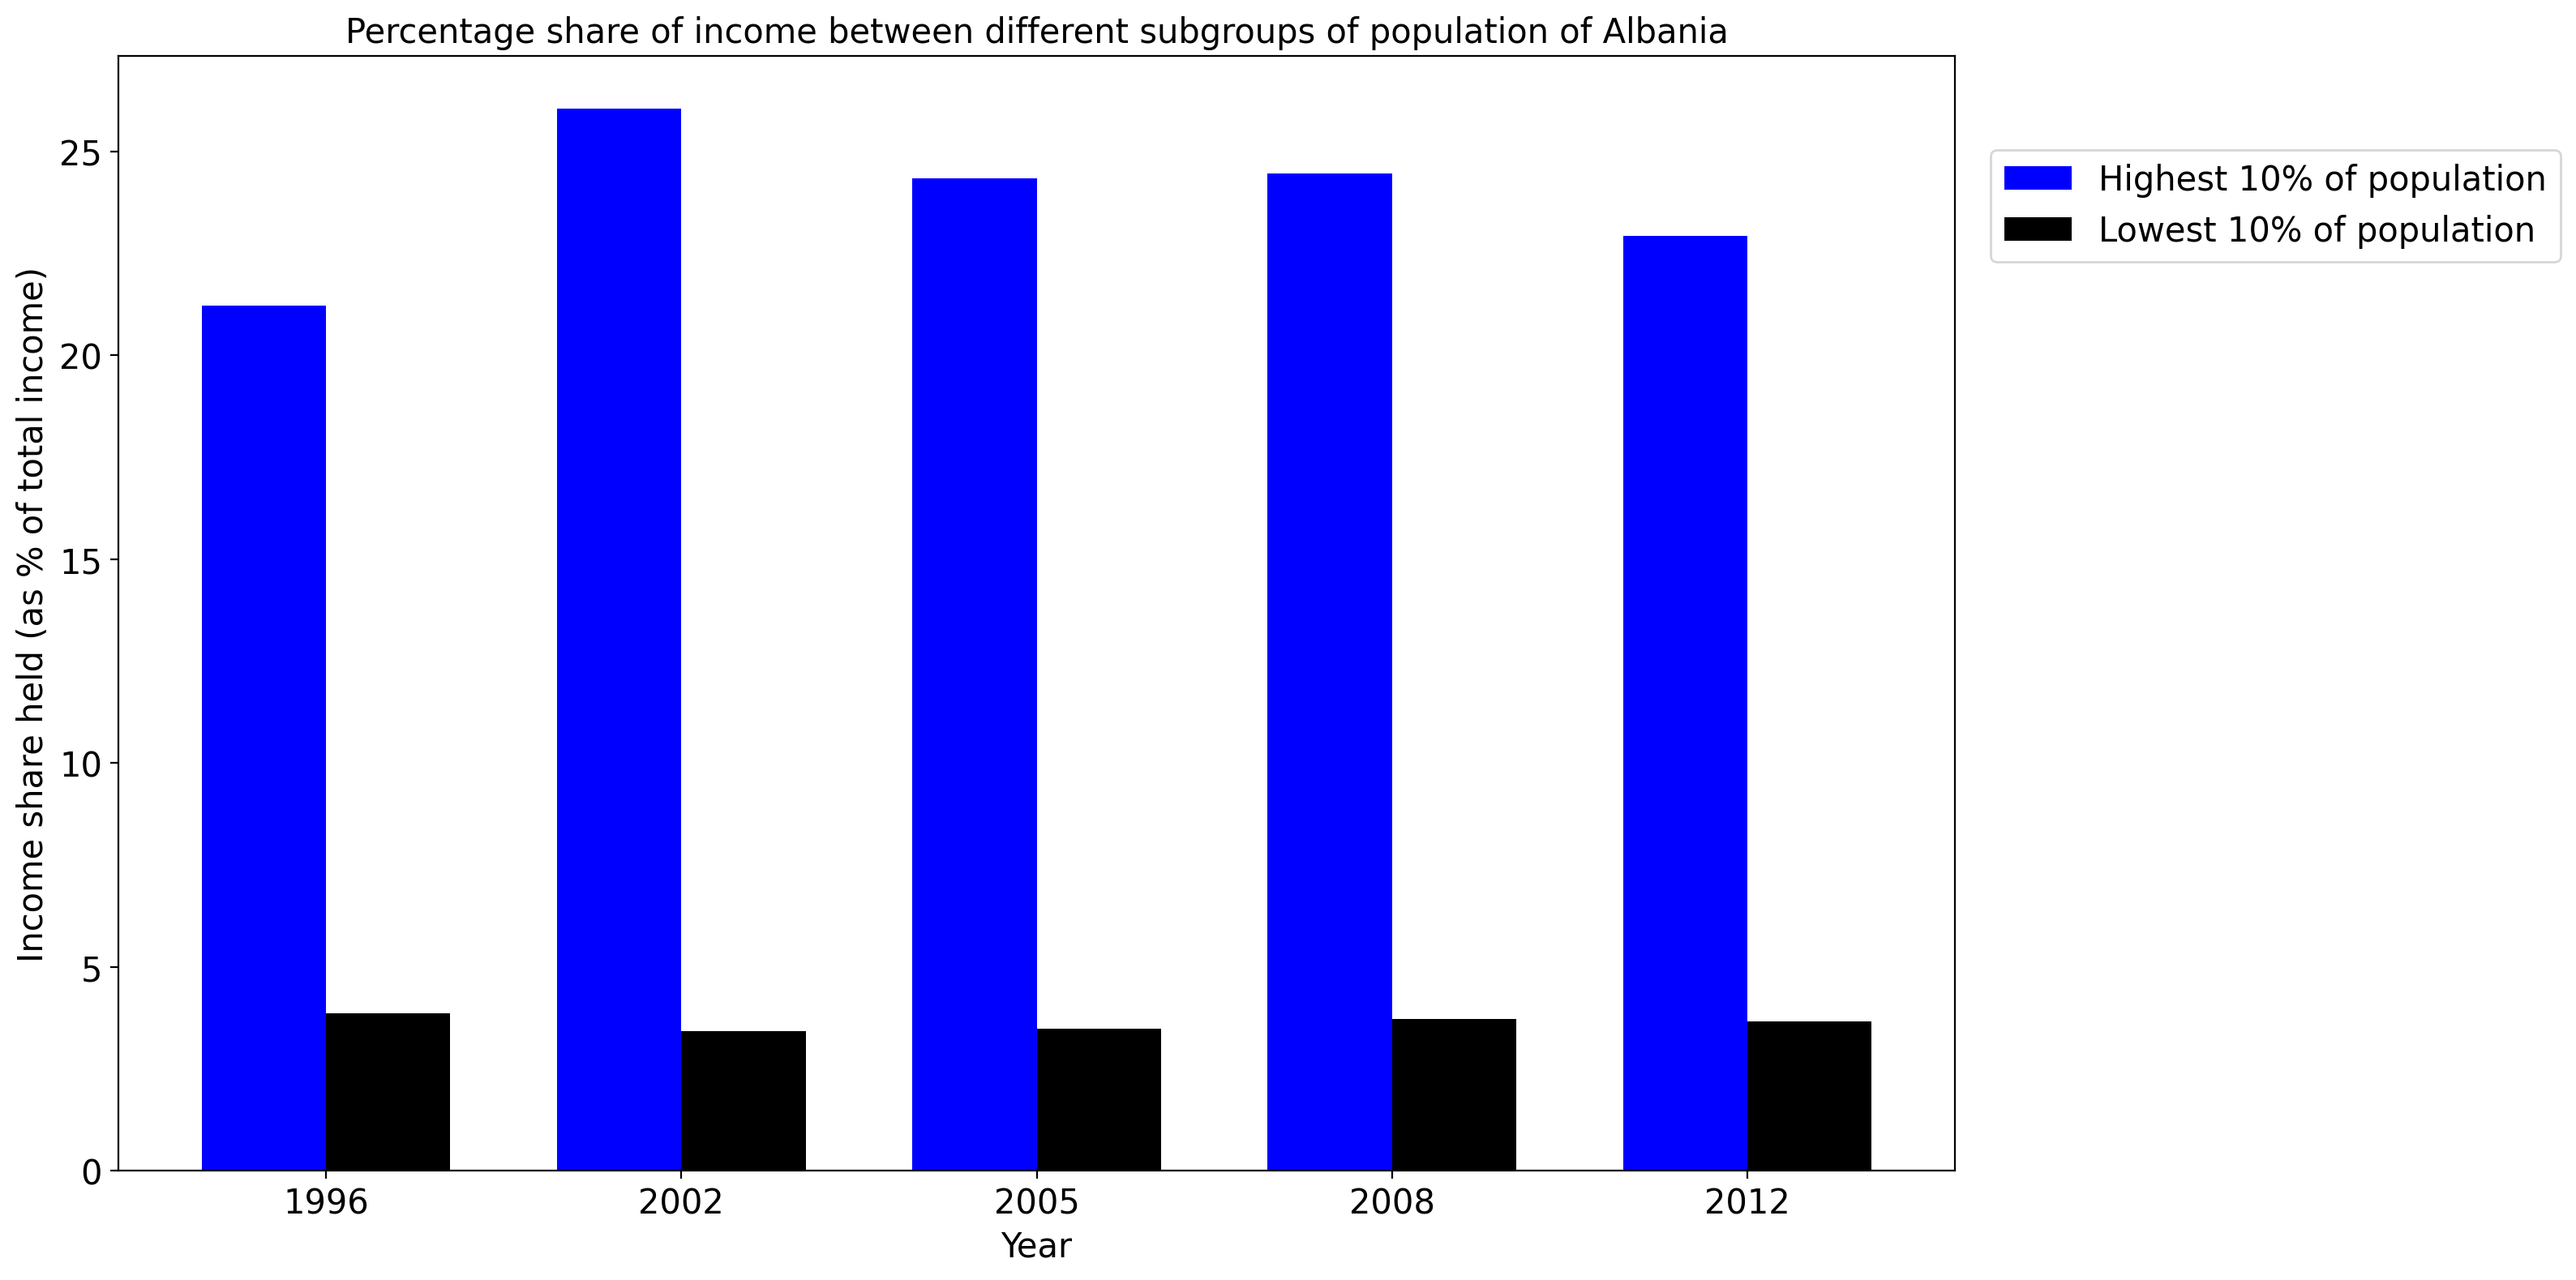 Percentage share of income between different subgroups of population of Albania
Income share held (as % of total income)
25
20
15
10
5
0
1996 2002 2005 2008 2012
Year
Highest 10% of population
Lowest 10% of population